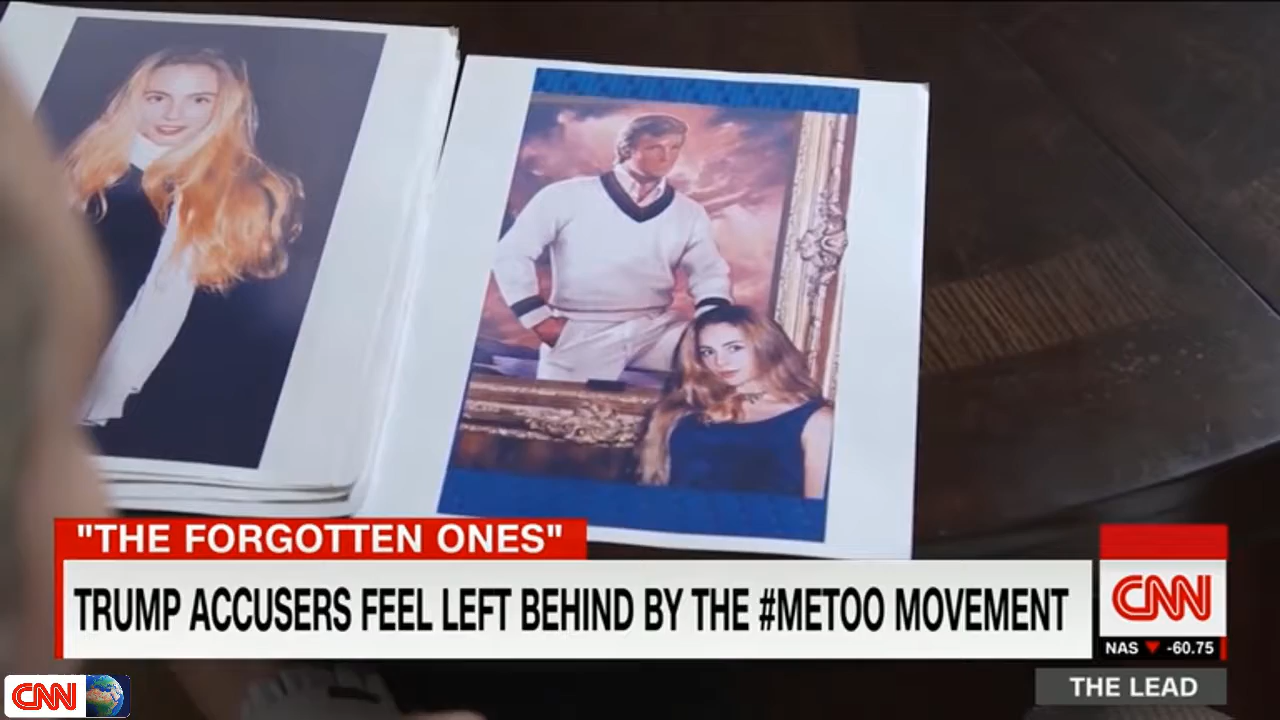 "THE FORGOTTEN ONES"
TRUMP ACCUSERS FEEL LEFT BEHIND BY THE #METOO MOVEMENT
CNN
NAS ▼ -60.75
THE LEAD
CNN